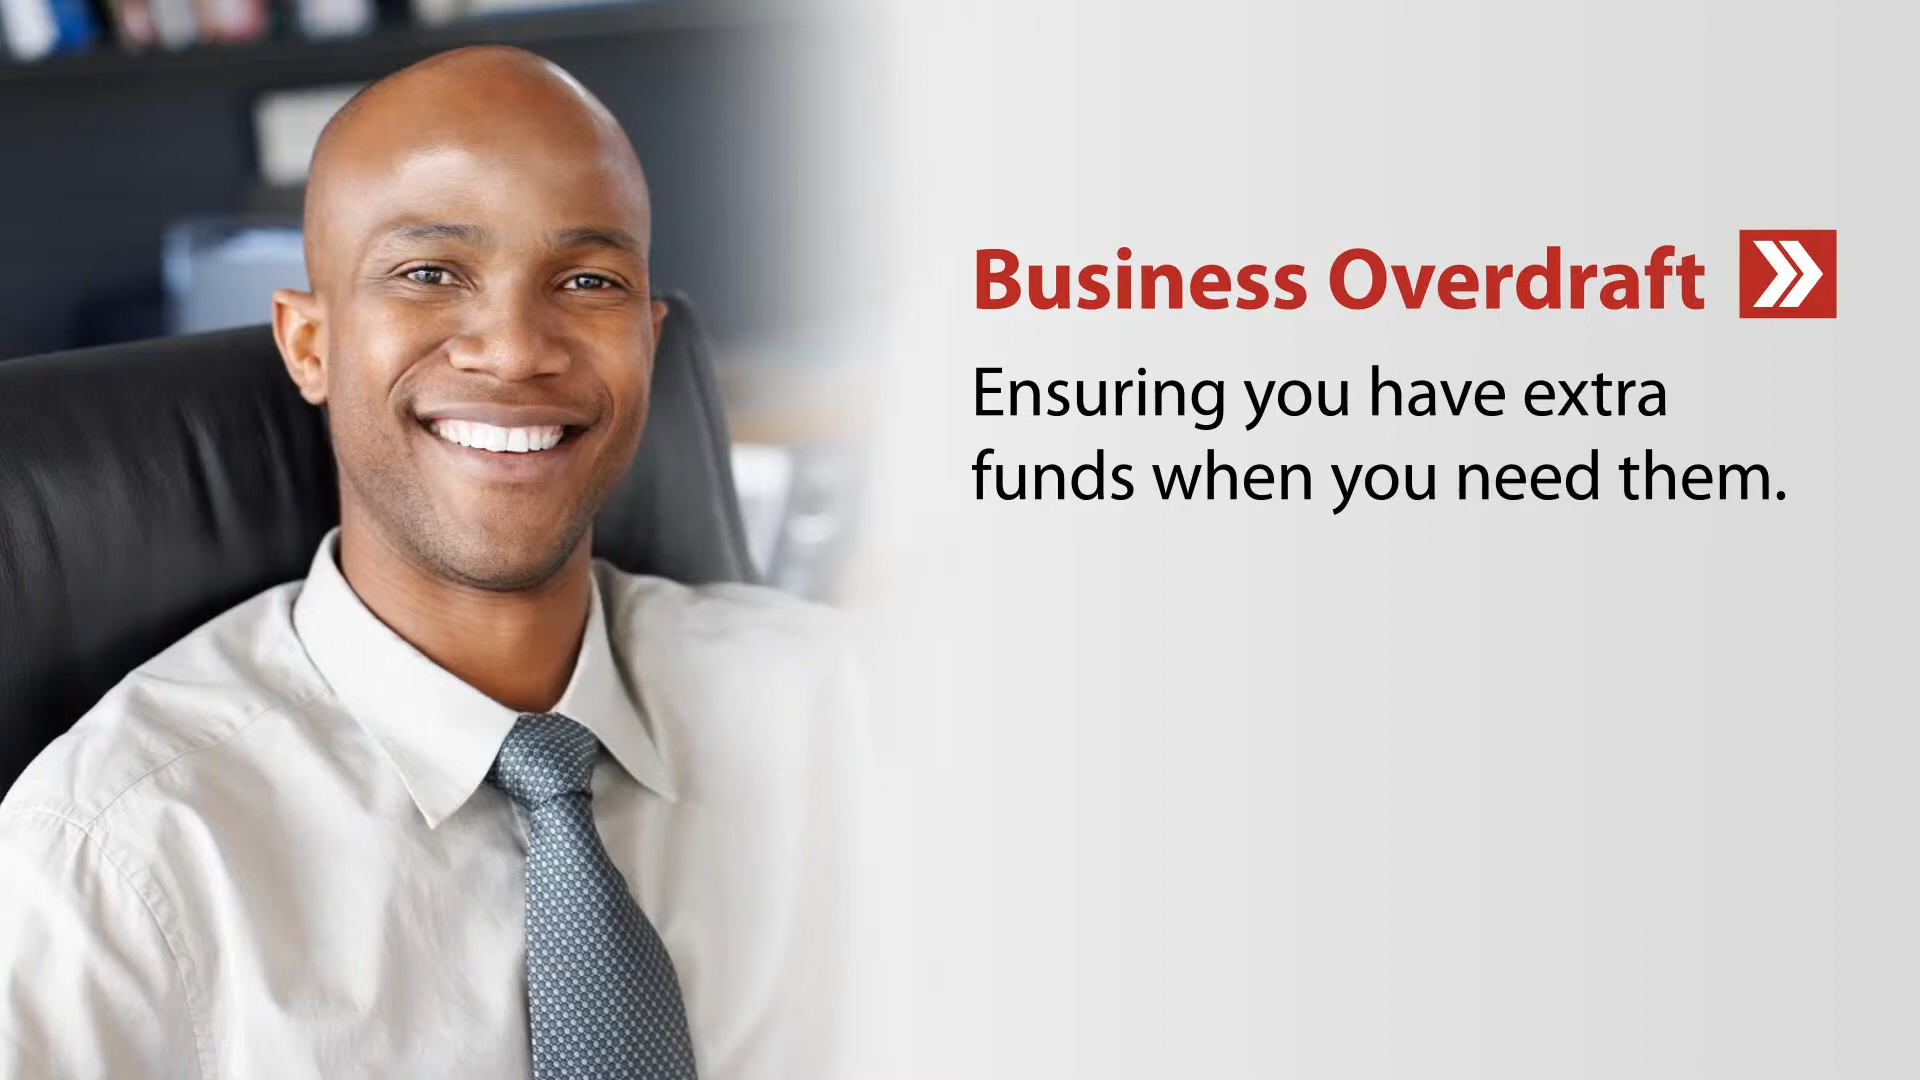 Business Overdraft
Ensuring you have extra
funds when you need them.